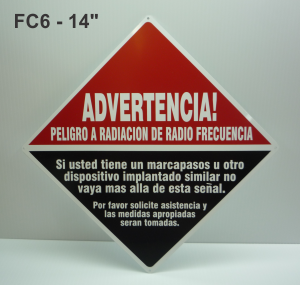 FC6 - 14"
ADVERTENCIA!
PELIGRO A RADIACION DE RADIO FRECUENCIA
Si usted tiene un marcapasos u otro
dispositivo implantado similar no
vaya mas alla de esta señal.
Por favor solicite asistencia y
las medidas apropiadas
seran tomadas.